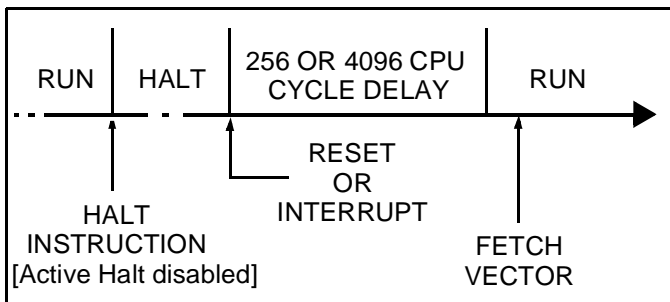 RUN
HALT
256 OR 4096 CPU
CYCLE DELAY
RUN
RESET
OR
INTERRUPT
HALT
INSTRUCTION
[Active Halt disabled]
FETCH
VECTOR